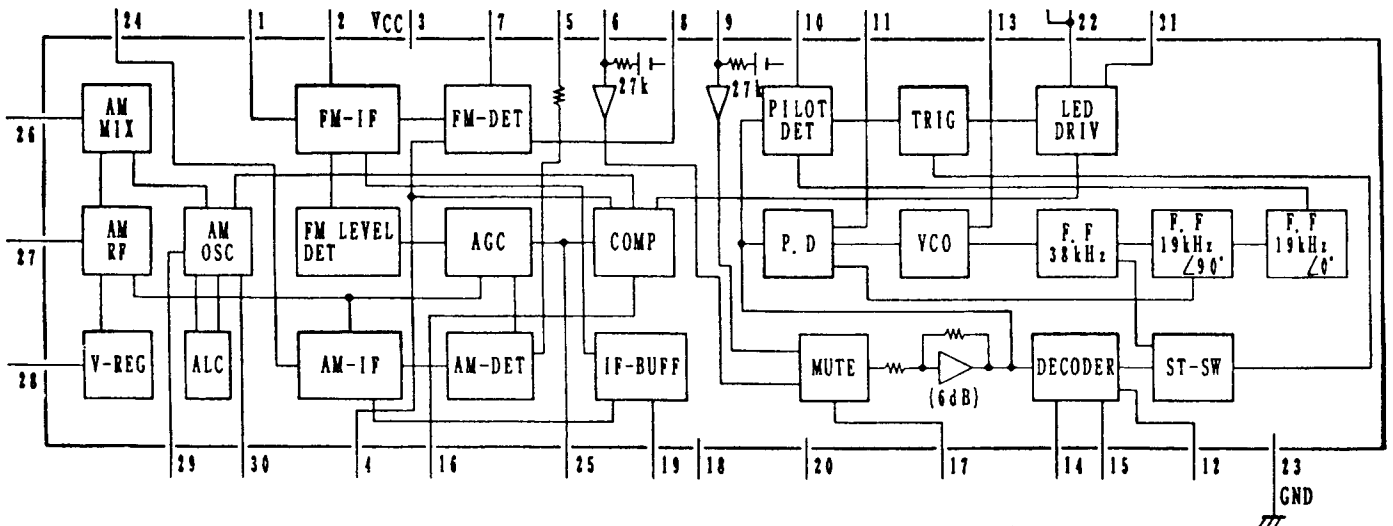 24 1 2 VCC 3 7 5 6 8 9 10 11 13 22 21
27k 27k
AM
MIX
FM-IF
FM-DET
PILOT
DET
TRIG
LED
DRIV
26
AM
RF
AM
OSC
FM LEVEL
DET
AGC
COMP
P.D
VCO
F.F
38kHz
F.F
19kHz
∠90°
F.F
19kHz
∠0°
27
V-REG
ALC
AM-IF
AM-DET
IF-BUFF
MUTE
(6dB)
DECODER
ST-SW
28
29 30 4 16 25 19 18 20 17 14 15 12 23
GND